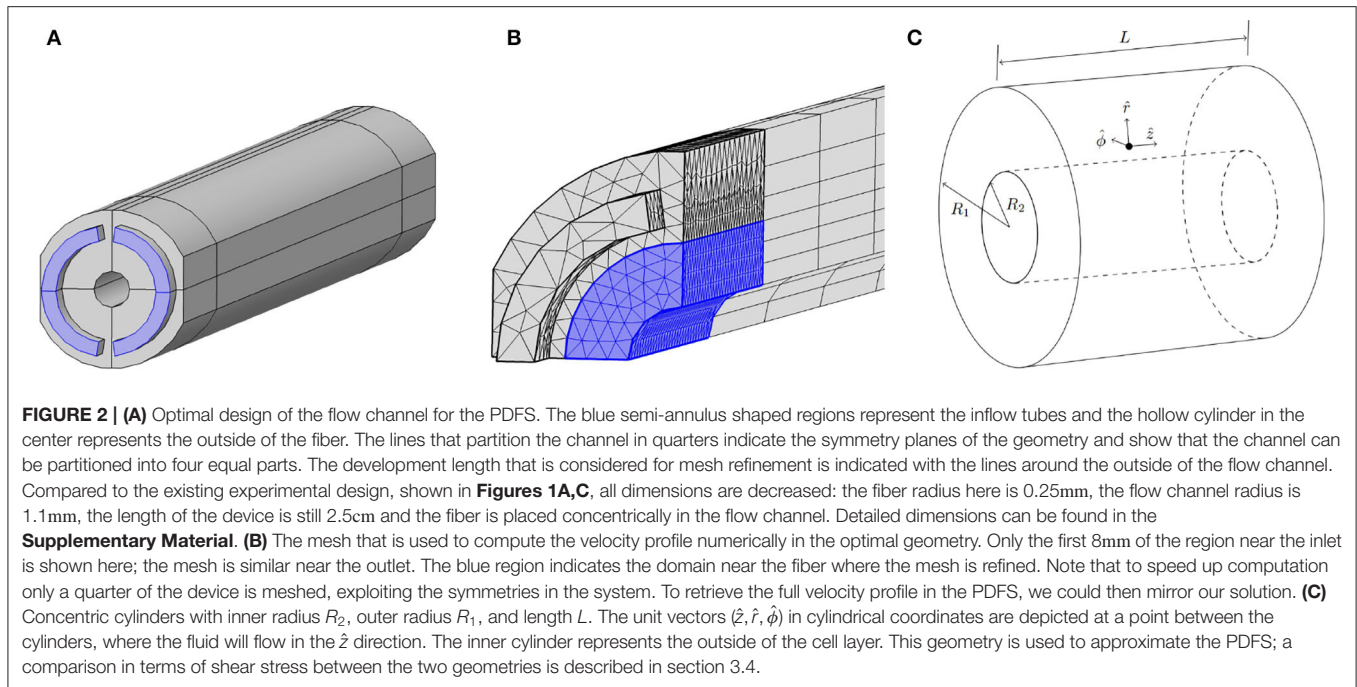 A
B
C
L
r̂
ϕ̂
ẑ
R₁
R₂
FIGURE 2 | (A) Optimal design of the flow channel for the PDFS. The blue semi-annulus shaped regions represent the inflow tubes and the hollow cylinder in the
center represents the outside of the fiber. The lines that partition the channel in quarters indicate the symmetry planes of the geometry and show that the channel can
be partitioned into four equal parts. The development length that is considered for mesh refinement is indicated with the lines around the outside of the flow channel.
Compared to the existing experimental design, shown in Figures 1A,C, all dimensions are decreased: the fiber radius here is 0.25mm, the flow channel radius is
1.1mm, the length of the device is still 2.5cm and the fiber is placed concentrically in the flow channel. Detailed dimensions can be found in the
Supplementary Material. (B) The mesh that is used to compute the velocity profile numerically in the optimal geometry. Only the first 8mm of the region near the inlet
is shown here; the mesh is similar near the outlet. The blue region indicates the domain near the fiber where the mesh is refined. Note that to speed up computation
only a quarter of the device is meshed, exploiting the symmetries in the system. To retrieve the full velocity profile in the PDFS, we could then mirror our solution. (C)
Concentric cylinders with inner radius R₂, outer radius R₁, and length L. The unit vectors (ẑ, r̂, ϕ̂) in cylindrical coordinates are depicted at a point between the
cylinders, where the fluid will flow in the ẑ direction. The inner cylinder represents the outside of the cell layer. This geometry is used to approximate the PDFS; a
comparison in terms of shear stress between the two geometries is described in section 3.4.